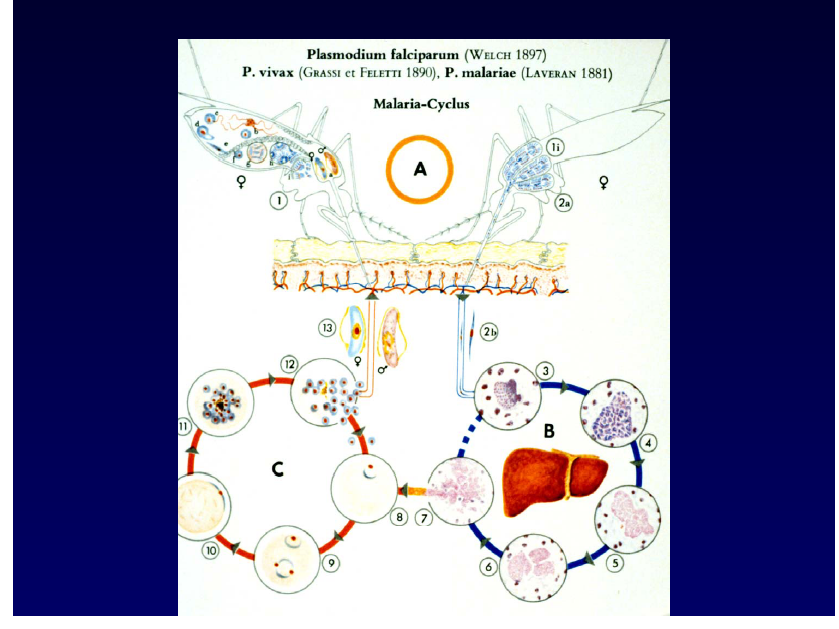 Plasmodium falciparum (WELCH 1897)
P. vivax (GRASSI et FELETTI 1890), P. malariae (LAVERAN 1881)
Malaria-Cyclus
A
♀
1
♀
♂
1i
2a
♀
13
♀
♂
2b
12
3
11
B
4
C
8
7
10
9
6
5